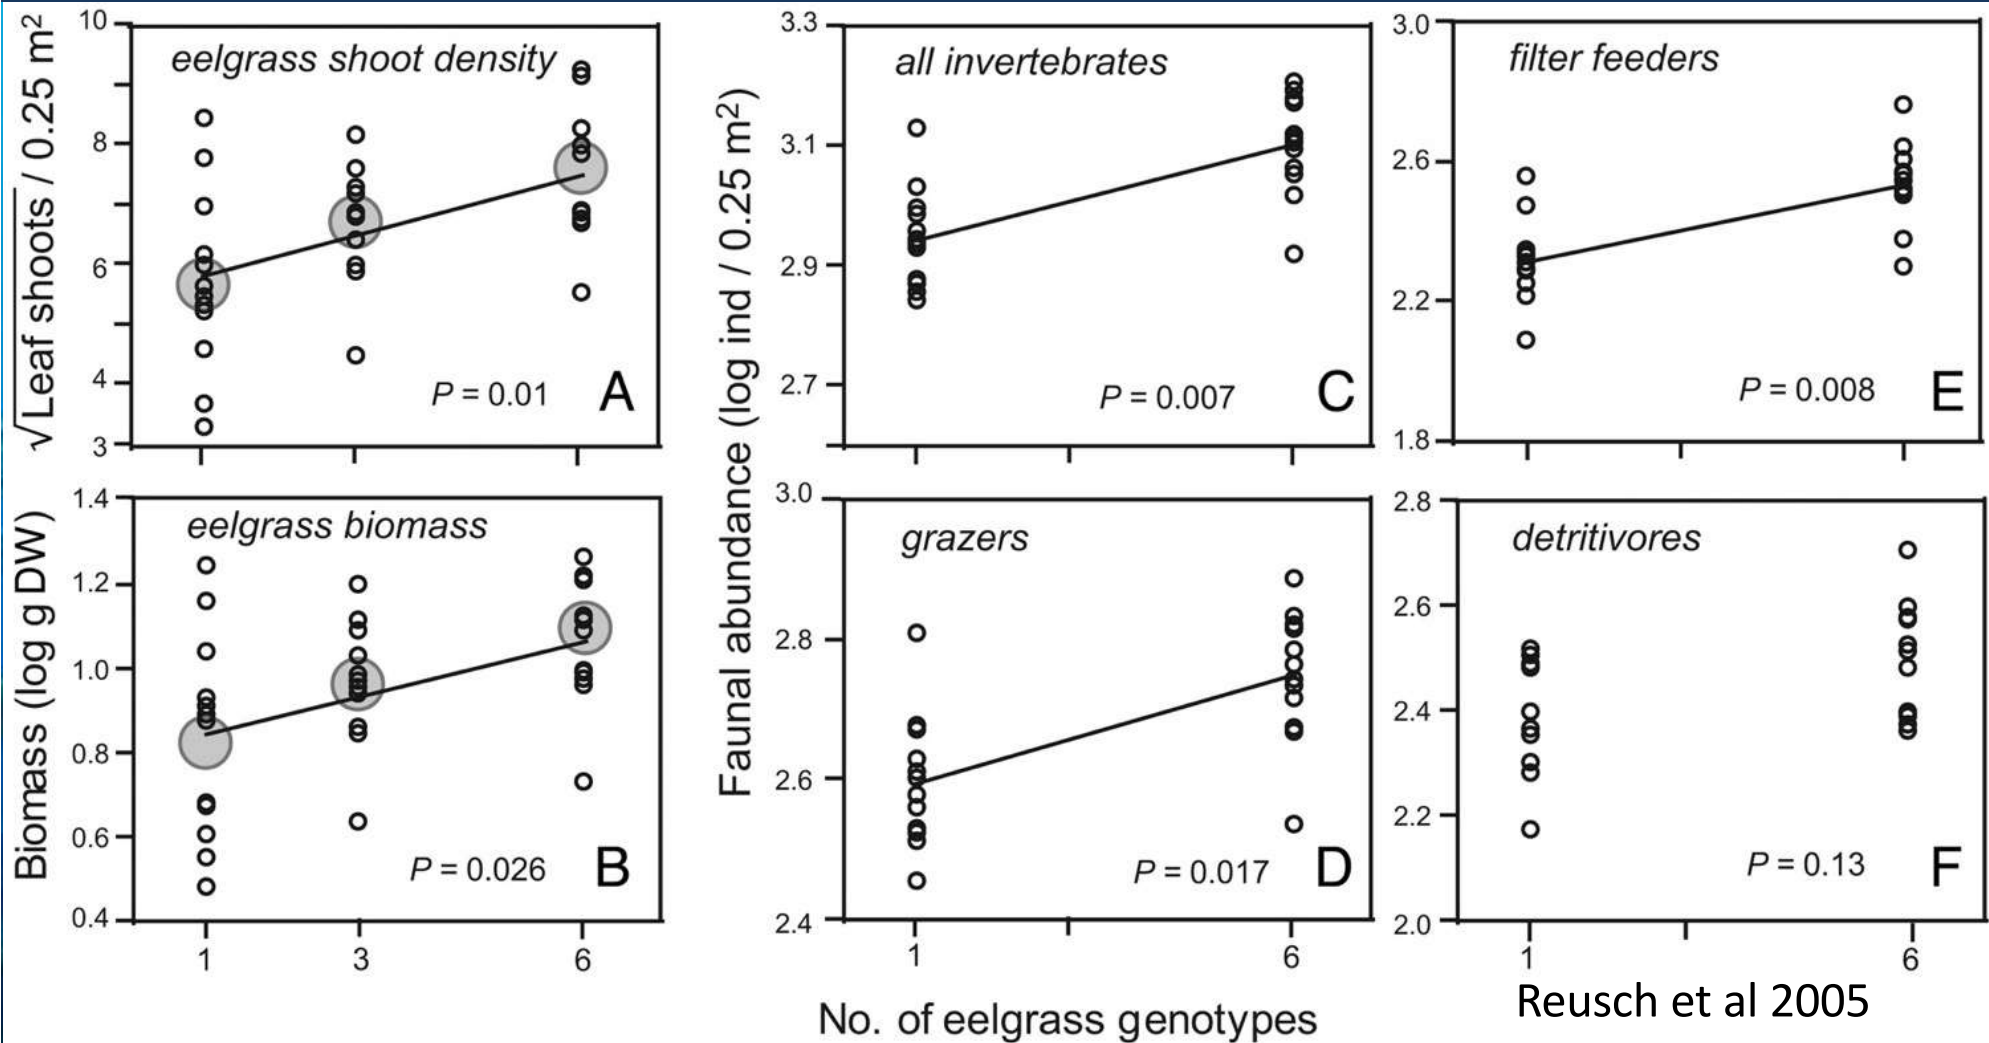 √Leaf shoots / 0.25 m²
10
8
6
4
3
eelgrass shoot density
P = 0.01
A
Biomass (log g DW)
1.4
1.2
1.0
0.8
0.6
0.4
eelgrass biomass
P = 0.026
B
1
3
6
Faunal abundance (log ind / 0.25 m²)
3.3
3.1
2.9
2.7
all invertebrates
P = 0.007
C
3.0
2.8
2.6
2.4
grazers
P = 0.017
D
1
6
3.0
2.6
2.2
1.8
filter feeders
P = 0.008
E
2.8
2.6
2.4
2.2
2.0
detritivores
P = 0.13
F
1
6
No. of eelgrass genotypes
Reusch et al 2005